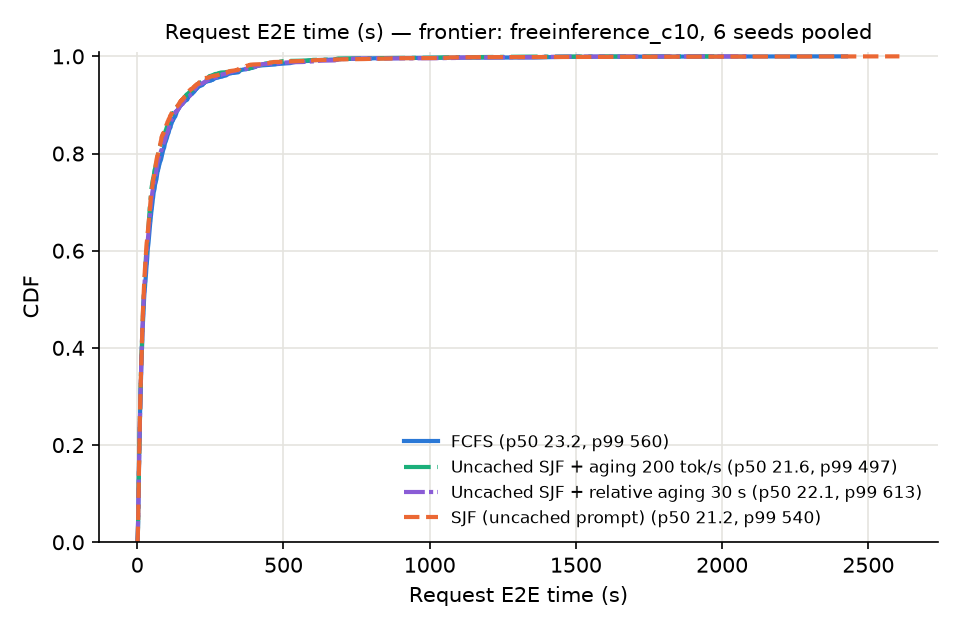 Request E2E time (s) — frontier: freeinference_c10, 6 seeds pooled
1.0
0.8
0.6
0.4
0.2
0.0
CDF
FCFS (p50 23.2, p99 560)
Uncached SJF + aging 200 tok/s (p50 21.6, p99 497)
Uncached SJF + relative aging 30 s (p50 22.1, p99 613)
SJF (uncached prompt) (p50 21.2, p99 540)
0 500 1000 1500 2000 2500
Request E2E time (s)